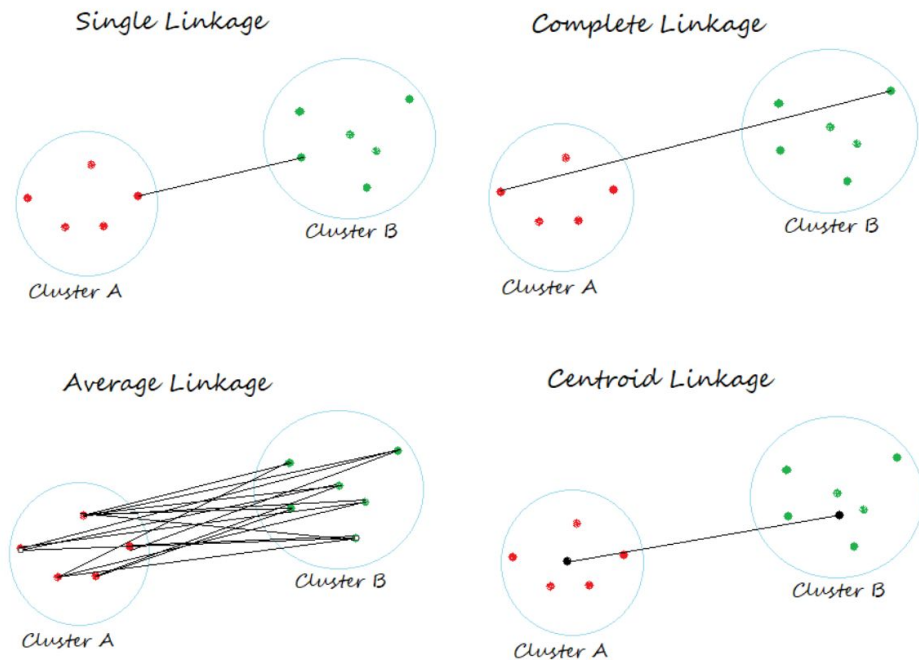 Single Linkage
Complete Linkage
Cluster B
Cluster B
Cluster A
Cluster A
Average Linkage
Centroid Linkage
Cluster B
Cluster B
Cluster A
Cluster A